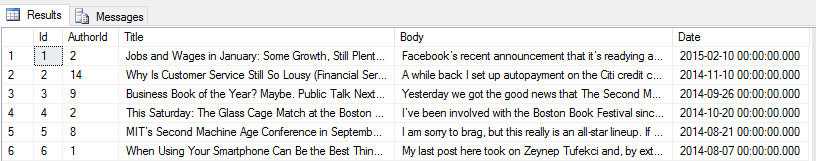 Results Messages
Id AuthorId Title Body Date
1 1 2 Jobs and Wages in January: Some Growth, Still Plent... Facebook's recent announcement that it's readying a... 2015-02-10 00:00:00.000
2 2 14 Why Is Customer Service Still So Lousy (Financial Ser... A while back I set up autopayment on the Citi credit c... 2014-11-10 00:00:00.000
3 3 9 Business Book of the Year? Maybe. Public Talk Next... Yesterday we got the good news that The Second M... 2014-09-26 00:00:00.000
4 4 2 This Saturday: The Glass Cage Match at the Boston ... I've been involved with the Boston Book Festival sinc... 2014-10-20 00:00:00.000
5 5 8 MIT's Second Machine Age Conference in Septemb... I am sorry to brag, but this really is an all-star lineup. If ... 2014-08-21 00:00:00.000
6 6 1 When Using Your Smartphone Can Be the Best Thin... My last post here took on Zeynep Tufekci and, by ext... 2014-08-07 00:00:00.000